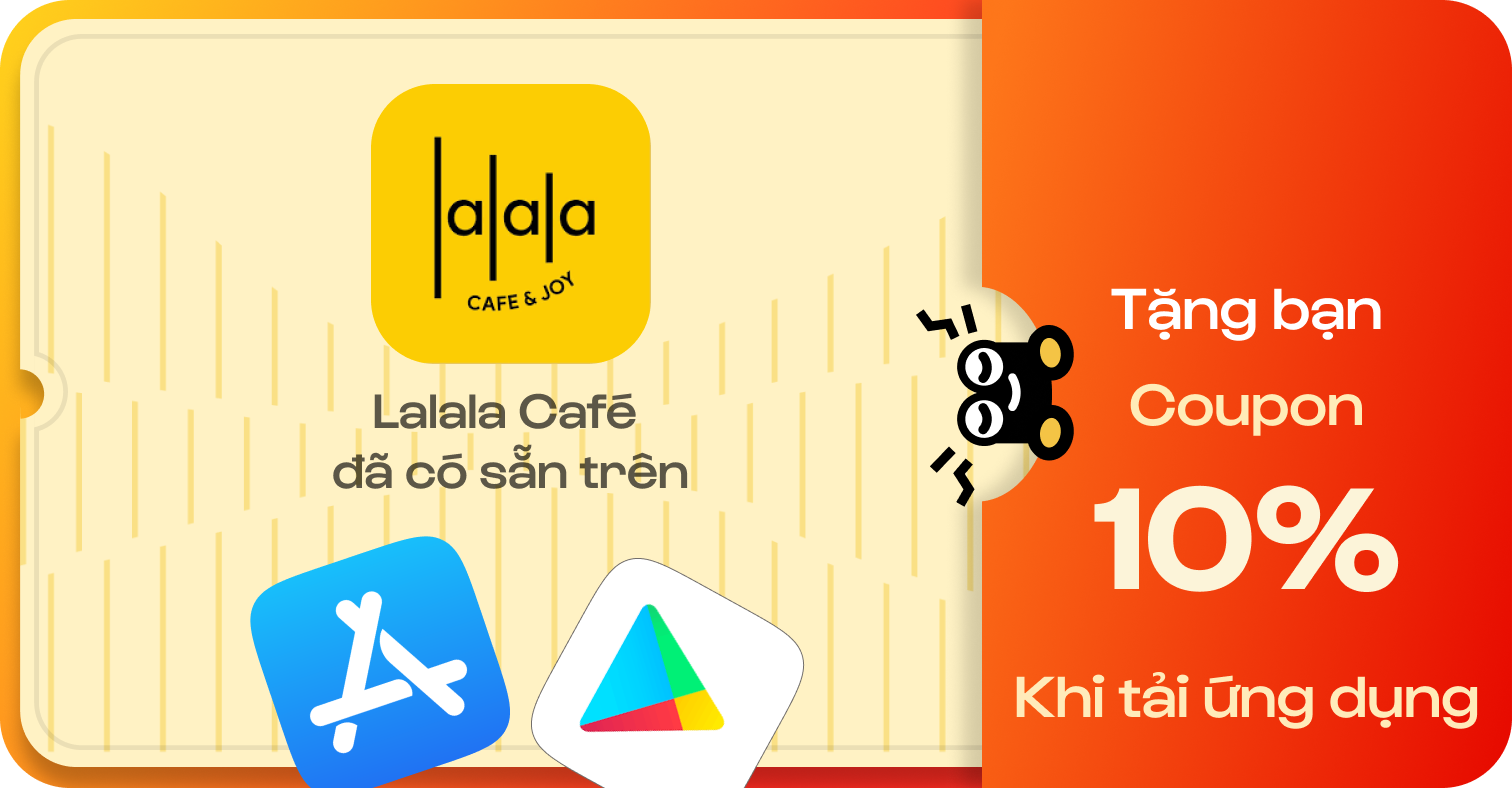 lalala
CAFE & JOY
Lalala Café
đã có sẵn trên
Tặng bạn
Coupon
10%
Khi tải ứng dụng